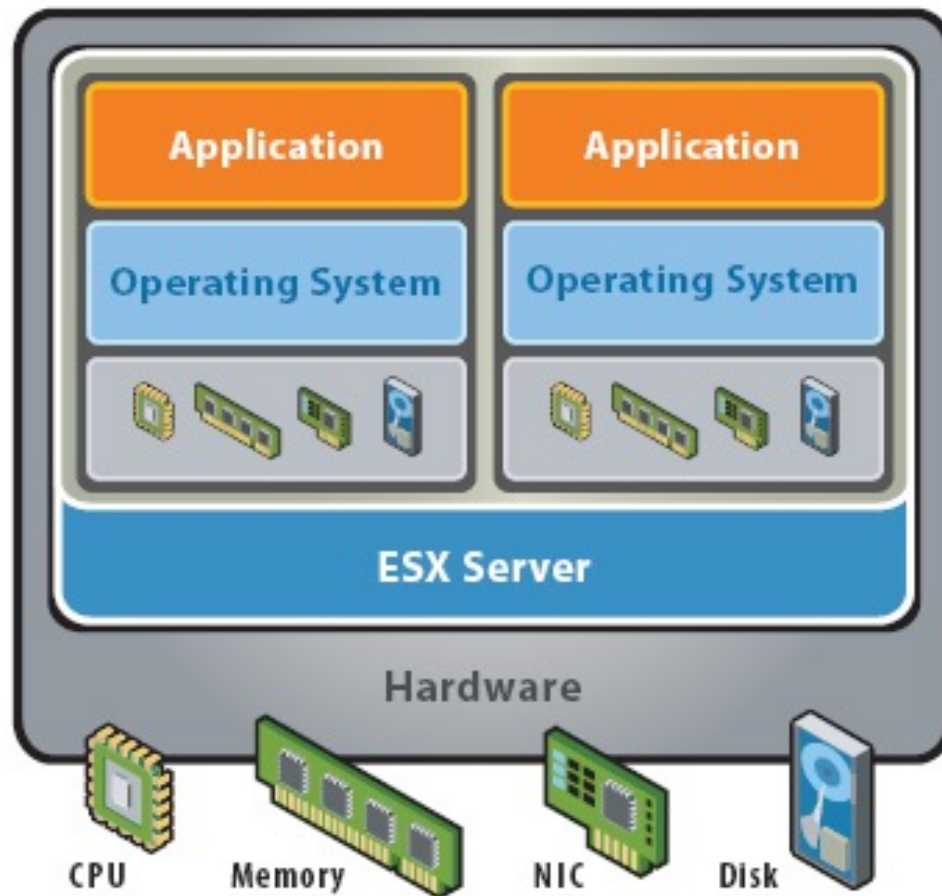 Application
Application
Operating System
Operating System
ESX Server
Hardware
CPU
Memory
NIC
Disk